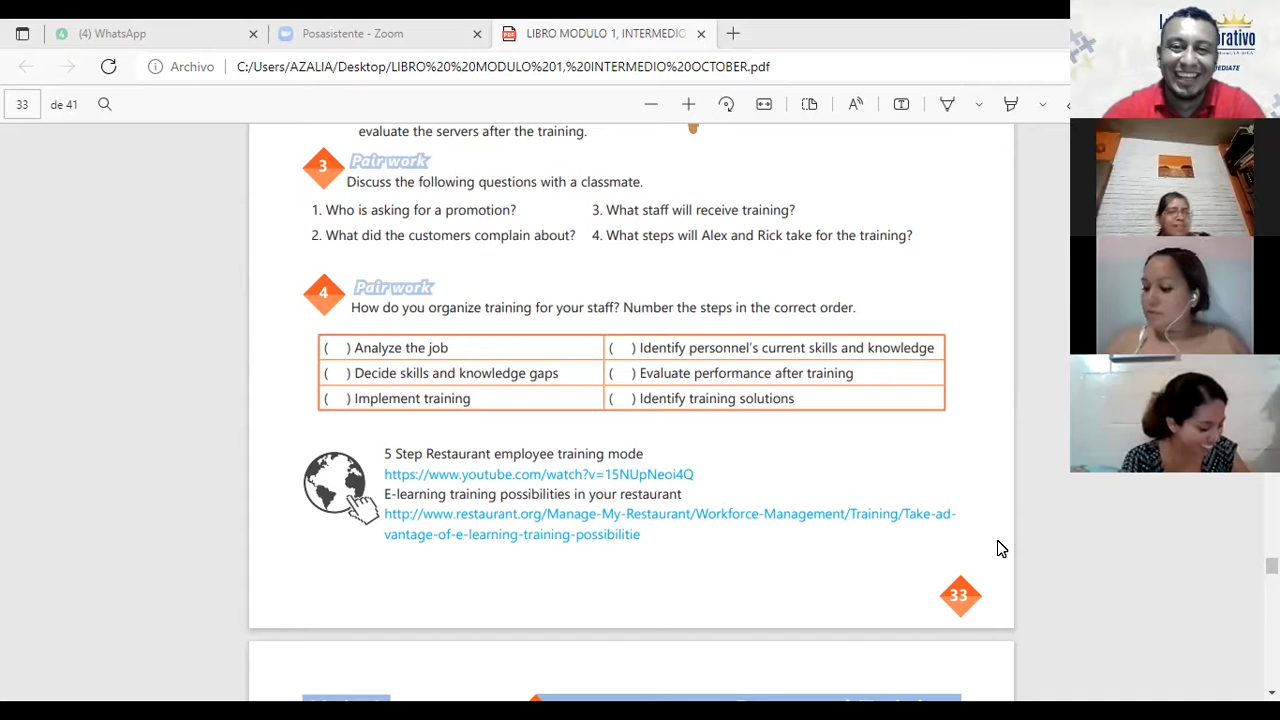 (4) WhatsApp
Posasistente - Zoom
LIBRO MODULO 1, INTERMEDIO
Archivo
C:/Users/AZALIA/Desktop/LIBRO%20%20MODULO%201,%20INTERMEDIO%20OCTOBER.pdf
33
de 41
evaluate the servers after the training.
3
Pair work
Discuss the following questions with a classmate.
1. Who is asking for a promotion?
3. What staff will receive training?
2. What did the customers complain about?
4. What steps will Alex and Rick take for the training?
4
Pair work
How do you organize training for your staff? Number the steps in the correct order.
( ) Analyze the job
( ) Identify personnel's current skills and knowledge
( ) Decide skills and knowledge gaps
( ) Evaluate performance after training
( ) Implement training
( ) Identify training solutions
5 Step Restaurant employee training mode
https://www.youtube.com/watch?v=15NUpNeoi4Q
E-learning training possibilities in your restaurant
http://www.restaurant.org/Manage-My-Restaurant/Workforce-Management/Training/Take-ad-
vantage-of-e-learning-training-possibilitie
33